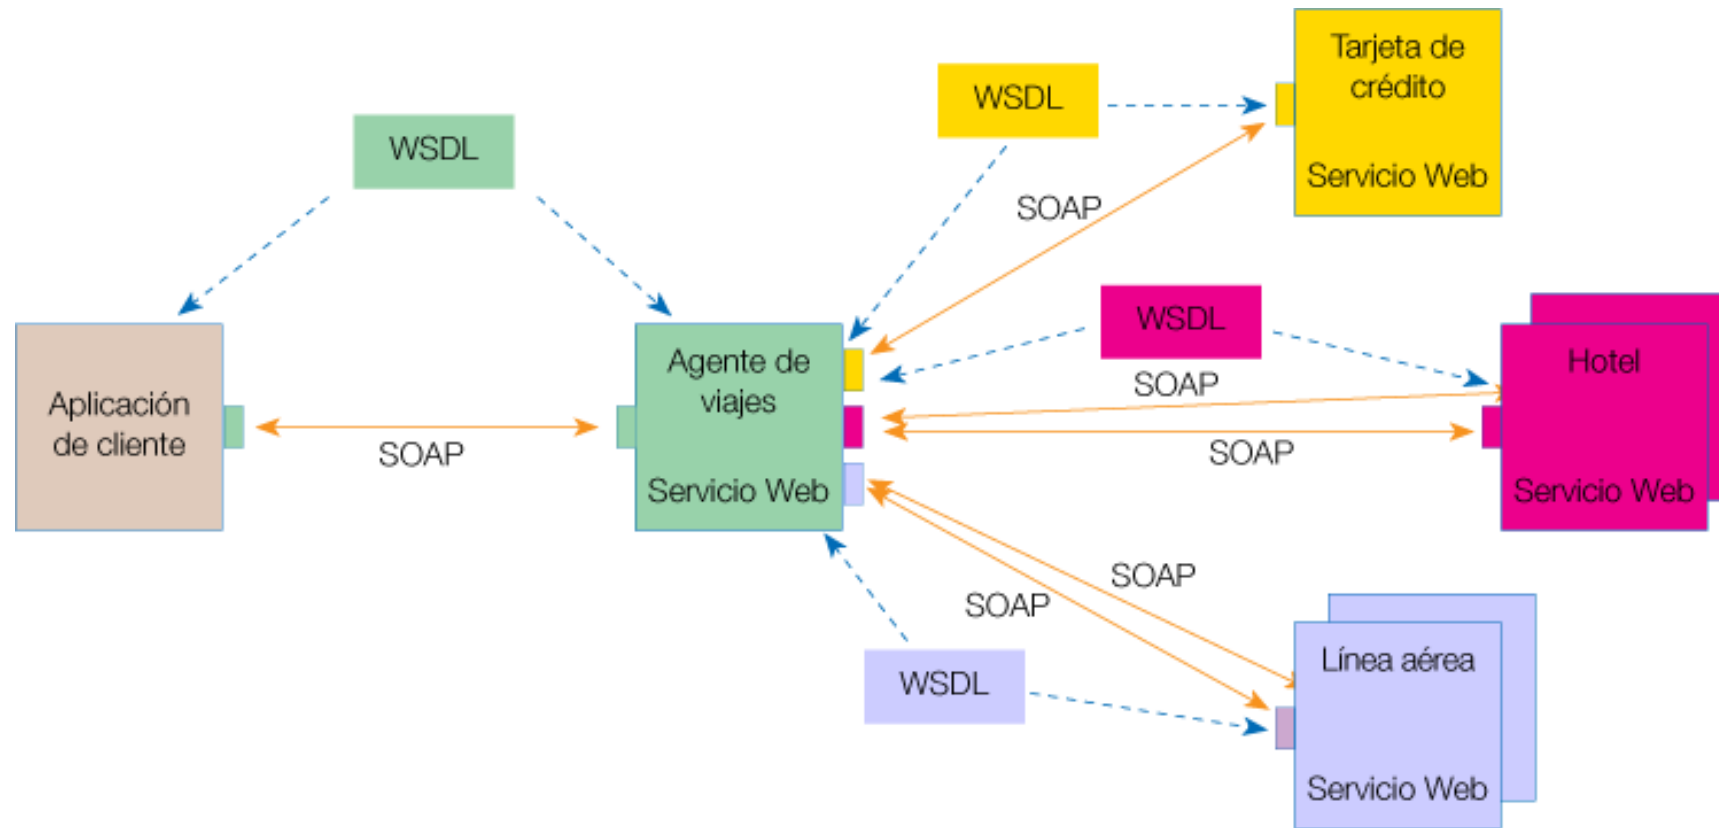 WSDL
Aplicación
de cliente
SOAP
Agente de
viajes
Servicio Web
WSDL
SOAP
Tarjeta de
crédito
Servicio Web
WSDL
SOAP
SOAP
Hotel
Servicio Web
SOAP
SOAP
WSDL
Línea aérea
Servicio Web